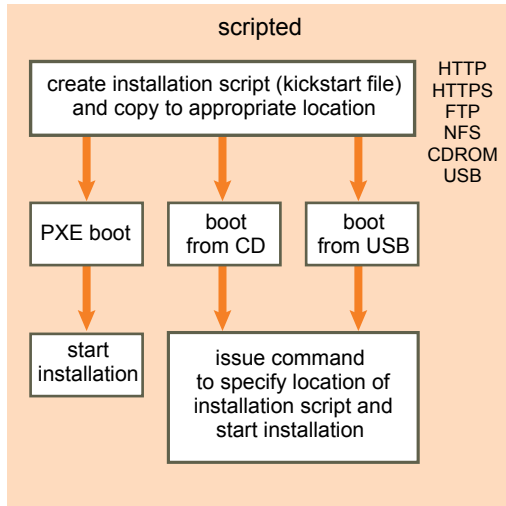 scripted
create installation script (kickstart file)
and copy to appropriate location
HTTP
HTTPS
FTP
NFS
CDROM
USB
PXE boot
boot
from CD
boot
from USB
start
installation
issue command
to specify location of
installation script and
start installation